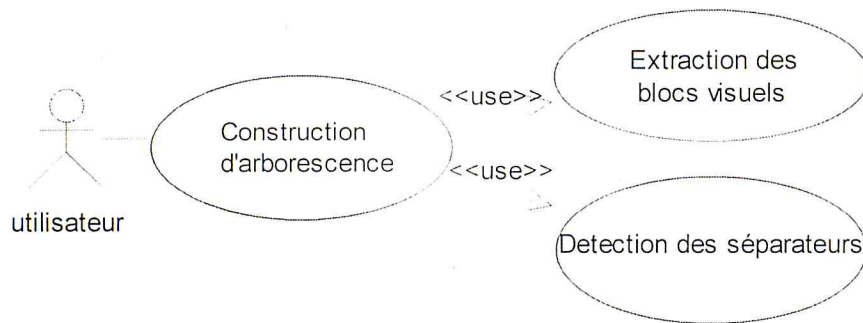 Extraction des
blocs visuels
<<use>>
Construction
d'arborescence
<<use>>
utilisateur
Detection des séparateurs